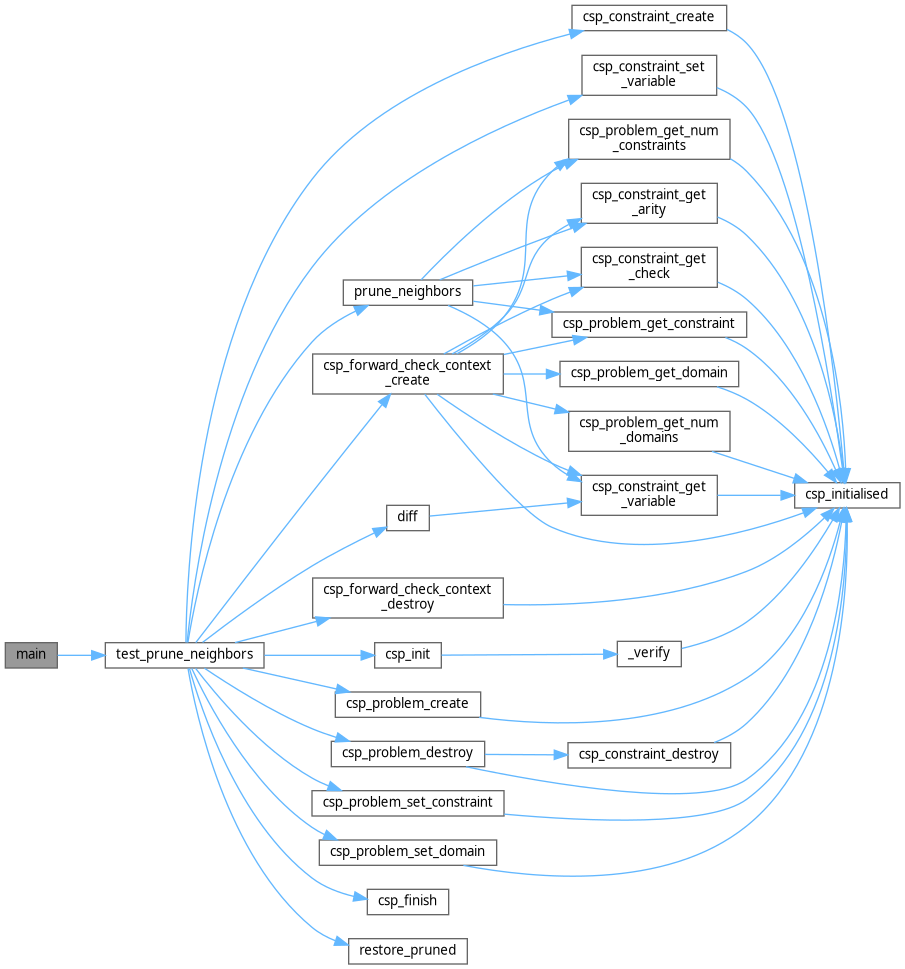 csp_constraint_create
csp_constraint_set
_variable
csp_problem_get_num
_constraints
csp_constraint_get
_arity
csp_constraint_get
_check
prune_neighbors
csp_problem_get_constraint
csp_forward_check_context
_create
csp_problem_get_domain
csp_problem_get_num
_domains
csp_constraint_get
_variable
csp_initialised
diff
csp_forward_check_context
_destroy
main
test_prune_neighbors
csp_init
_verify
csp_problem_create
csp_problem_destroy
csp_constraint_destroy
csp_problem_set_constraint
csp_problem_set_domain
csp_finish
restore_pruned